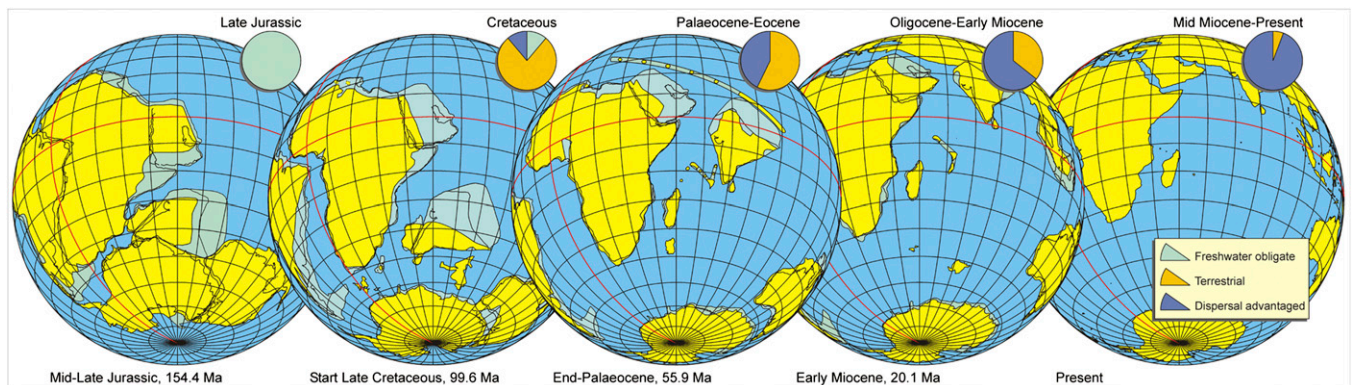 Late Jurassic
Cretaceous
Palaeocene-Eocene
Oligocene-Early Miocene
Mid Miocene-Present
Freshwater obligate
Terrestrial
Dispersal advantaged
Mid-Late Jurassic, 154.4 Ma
Start Late Cretaceous, 99.6 Ma
End-Palaeocene, 55.9 Ma
Early Miocene, 20.1 Ma
Present